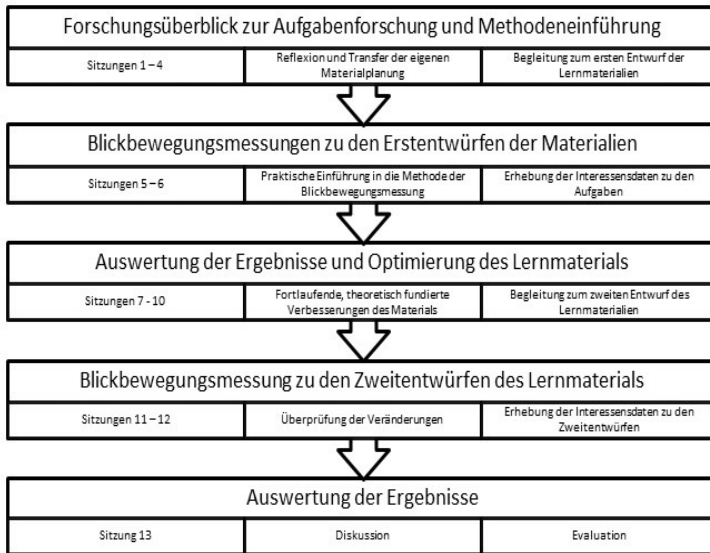 Forschungsüberblick zur Aufgabenforschung und Methodeneinführung
Sitzungen 1 – 4
Reflexion und Transfer der eigenen
Materialplanung
Begleitung zum ersten Entwurf der
Lernmaterialien
Blickbewegungsmessungen zu den Erstentwürfen der Materialien
Sitzungen 5 – 6
Praktische Einführung in die Methode der
Blickbewegungsmessung
Erhebung der Interessensdaten zu den
Aufgaben
Auswertung der Ergebnisse und Optimierung des Lernmaterials
Sitzungen 7 - 10
Fortlaufende, theoretisch fundierte
Verbesserungen des Materials
Begleitung zum zweiten Entwurf des
Lernmaterialien
Blickbewegungsmessung zu den Zweitentwürfen des Lernmaterials
Sitzungen 11 – 12
Überprüfung der Veränderungen
Erhebung der Interessensdaten zu den
Zweitentwürfen
Auswertung der Ergebnisse
Sitzung 13
Diskussion
Evaluation